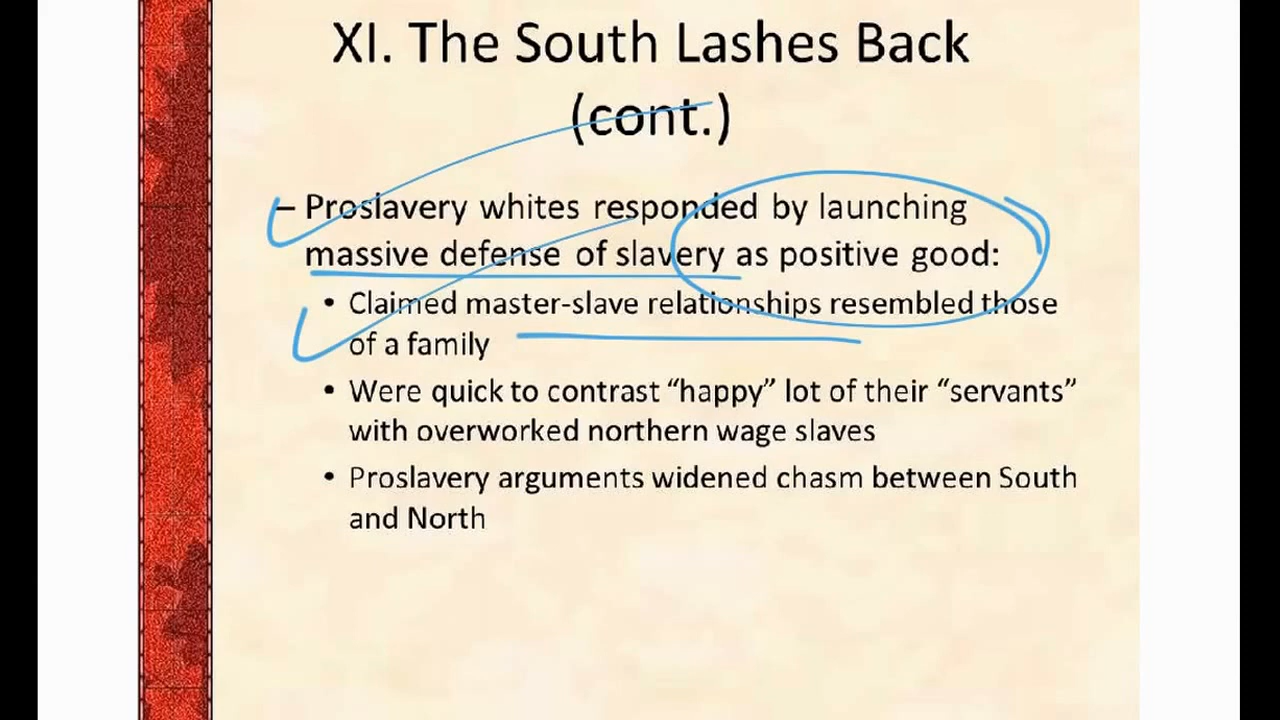 XI. The South Lashes Back
(cont.)
– Proslavery whites responded by launching
massive defense of slavery as positive good:
• Claimed master-slave relationships resembled those
of a family
• Were quick to contrast “happy” lot of their “servants”
with overworked northern wage slaves
• Proslavery arguments widened chasm between South
and North